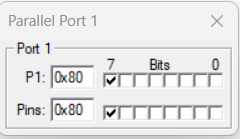 Parallel Port 1
Port 1
7 Bits 0
P1: 0x80
Pins: 0x80